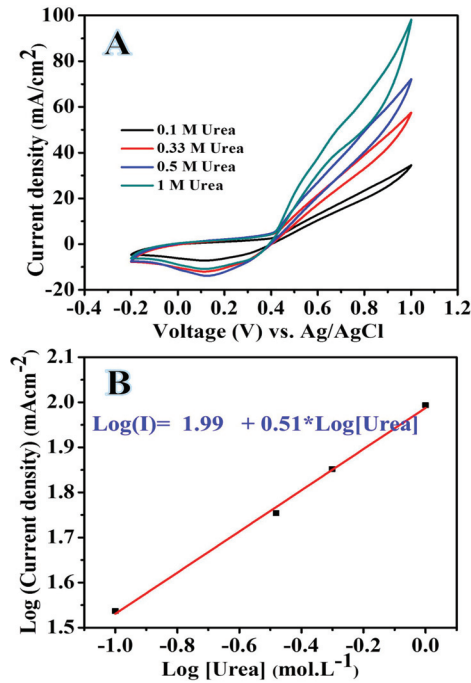 A
100
80
60
40
20
0
-20
Current density (mA/cm²)
0.1 M Urea
0.33 M Urea
0.5 M Urea
1 M Urea
-0.4 -0.2 0.0 0.2 0.4 0.6 0.8 1.0 1.2
Voltage (V) vs. Ag/AgCl
B
2.1
2.0
1.9
1.8
1.7
1.6
1.5
Log (Current density) (mAcm⁻²)
Log(I)= 1.99 + 0.51*Log[Urea]
-1.0 -0.8 -0.6 -0.4 -0.2 0.0
Log [Urea] (mol.L⁻¹)